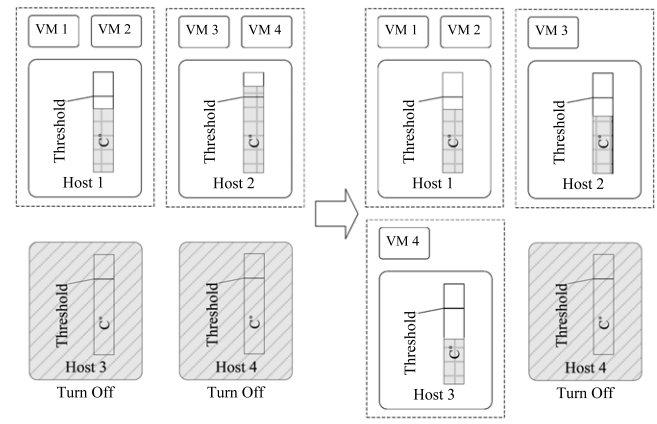 VM 1
VM 2
Threshold
C*
Host 1
VM 3
VM 4
Threshold
C*
Host 2
Threshold
C*
Host 3
Turn Off
Threshold
C*
Host 4
Turn Off
VM 1
VM 2
Threshold
C*
Host 1
VM 3
Threshold
C*
Host 2
VM 4
Threshold
C*
Host 3
Threshold
C*
Host 4
Turn Off